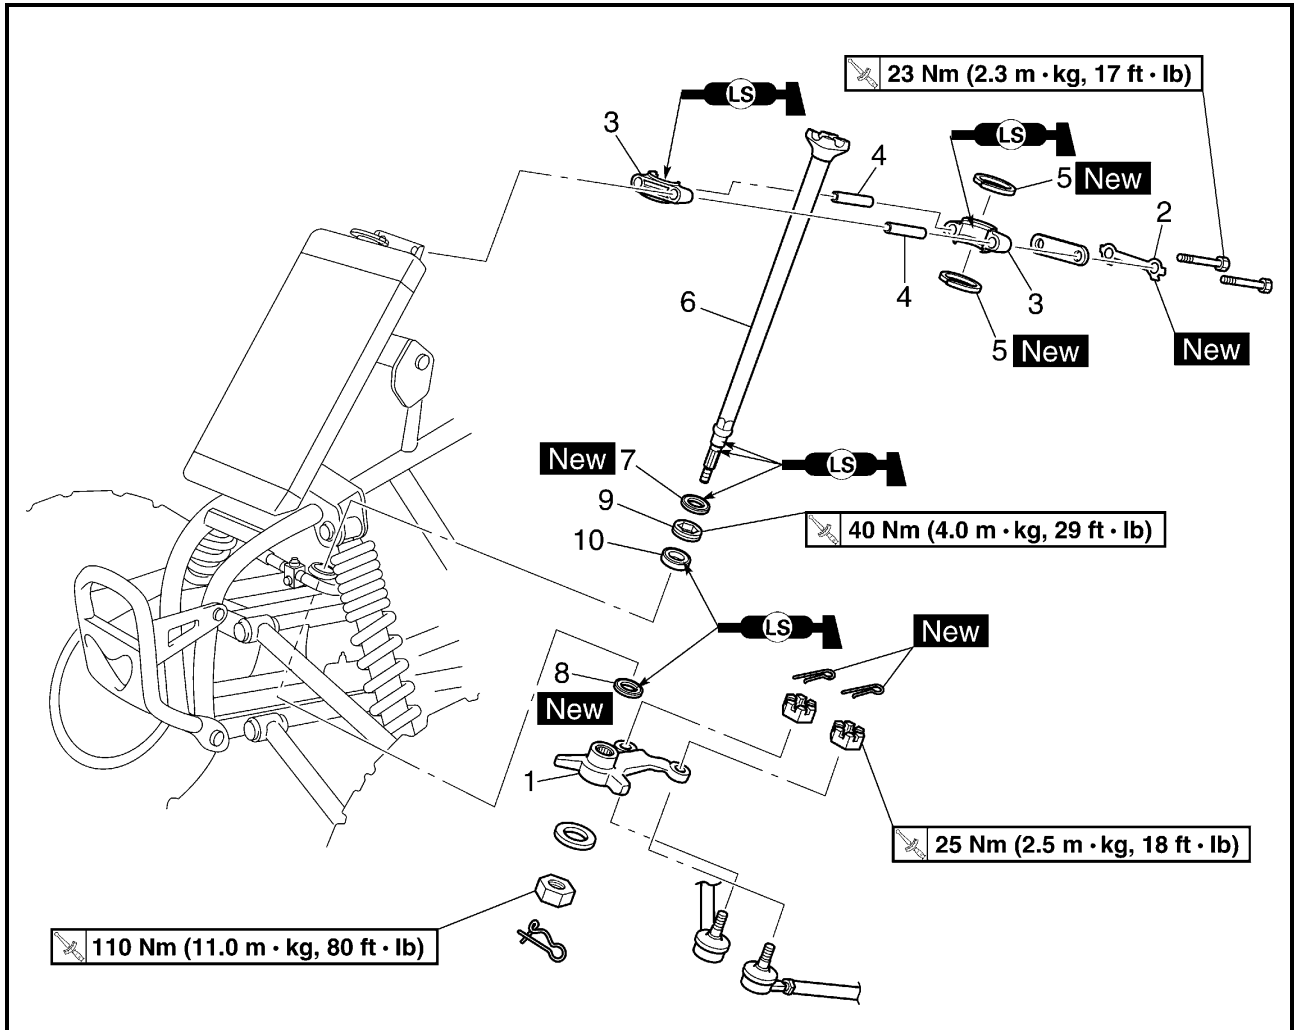 23 Nm (2.3 m · kg, 17 ft · lb)
LS
3
LS
4
5 New
2
4
3
6
5 New
New
New 7
LS
9
40 Nm (4.0 m · kg, 29 ft · lb)
10
LS
New
8
New
1
25 Nm (2.5 m · kg, 18 ft · lb)
110 Nm (11.0 m · kg, 80 ft · lb)